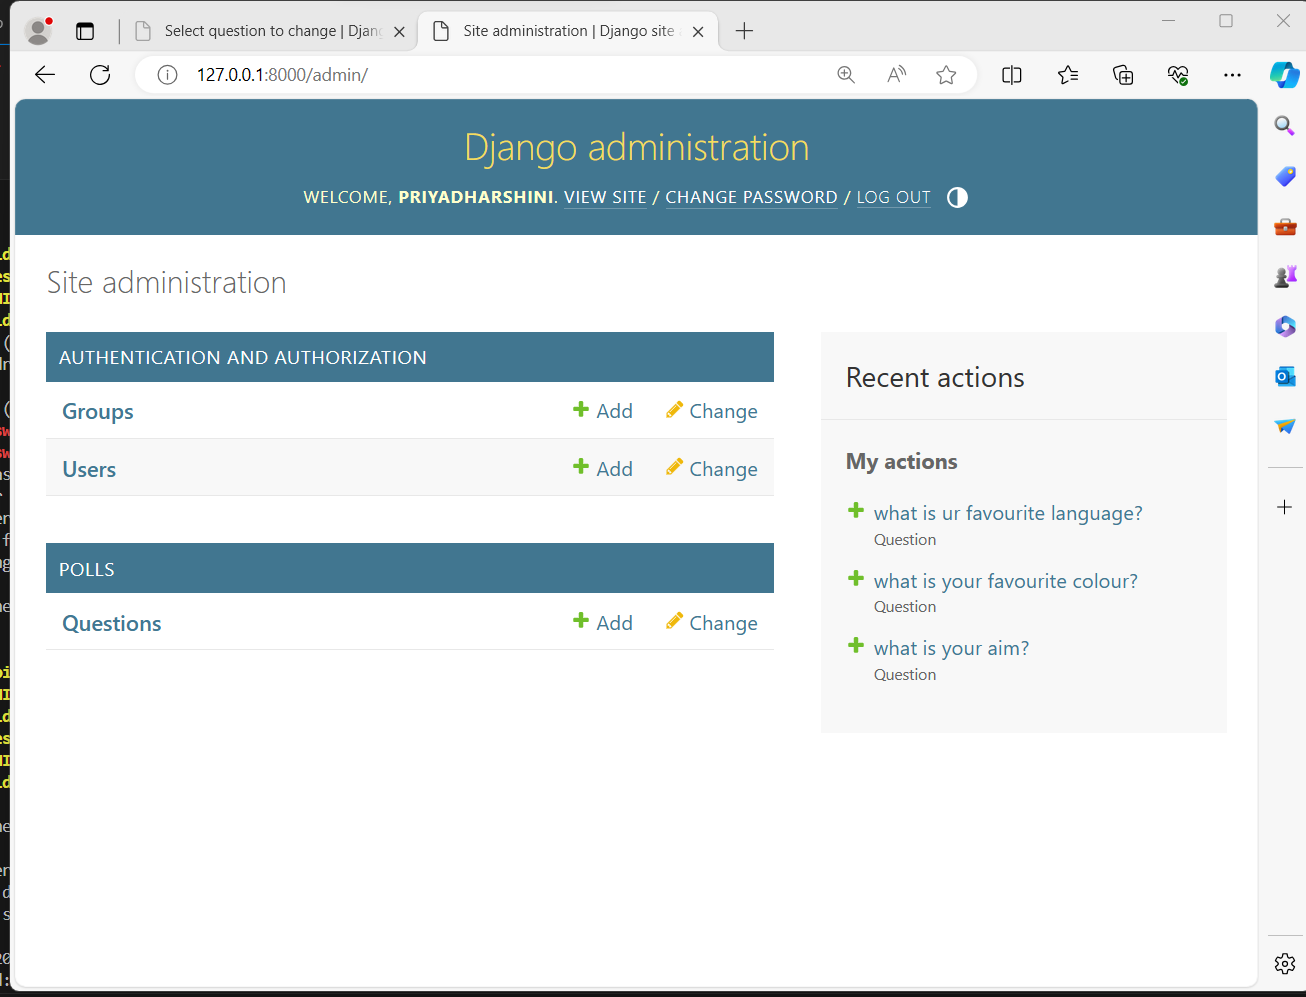 Select question to change | Djang
Site administration | Django site
127.0.0.1:8000/admin/
Django administration
WELCOME, PRIYADHARSHINI. VIEW SITE / CHANGE PASSWORD / LOG OUT
Site administration
AUTHENTICATION AND AUTHORIZATION
Groups Add Change
Users Add Change
POLLS
Questions Add Change
Recent actions
My actions
what is ur favourite language?
Question
what is your favourite colour?
Question
what is your aim?
Question